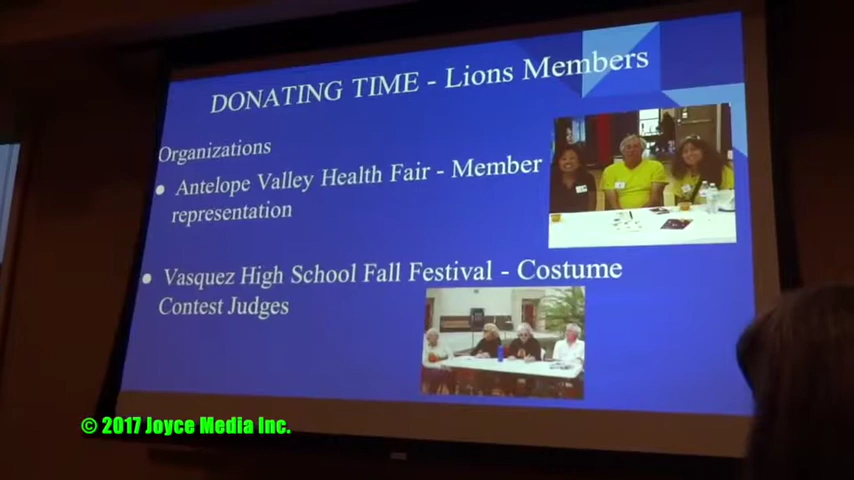 DONATING TIME - Lions Members
Organizations
• Antelope Valley Health Fair - Member
representation
• Vasquez High School Fall Festival - Costume
Contest Judges
© 2017 Joyce Media Inc.